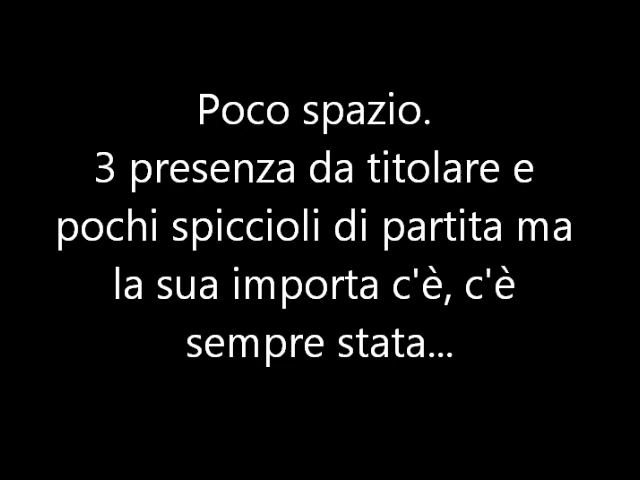 Poco spazio.
3 presenza da titolare e
pochi spiccioli di partita ma
la sua importa c'è, c'è
sempre stata...